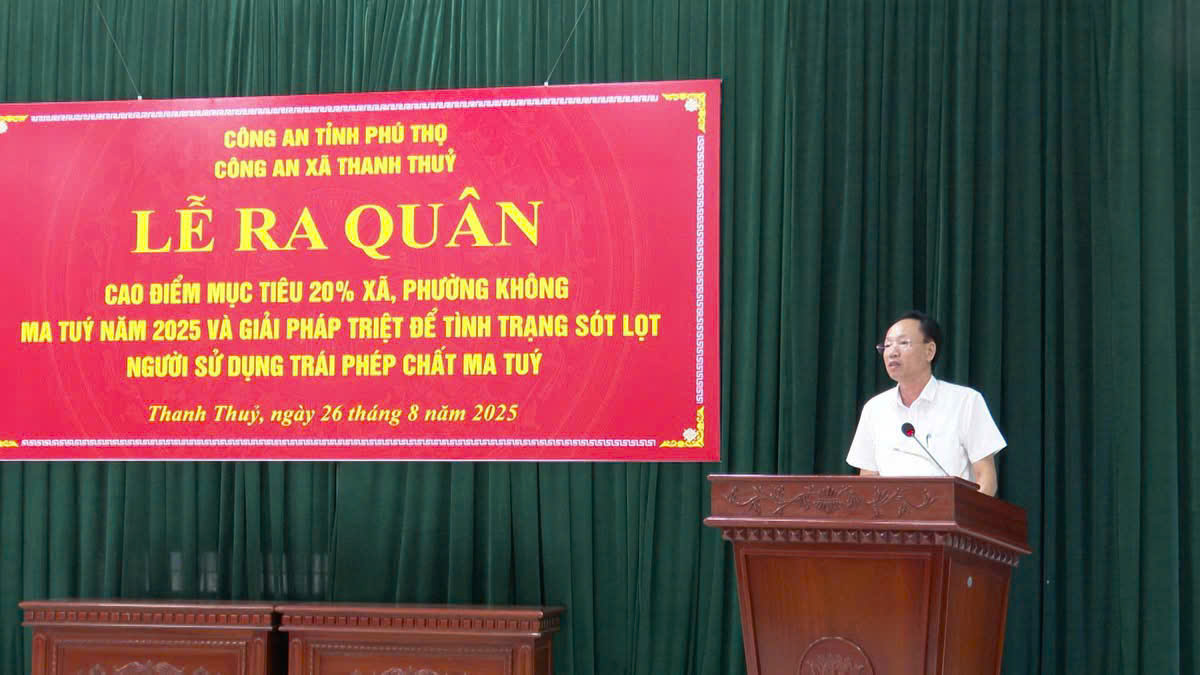 CÔNG AN TỈNH PHÚ THỌ
CÔNG AN XÃ THANH THUỶ
LỄ RA QUÂN
CAO ĐIỂM MỤC TIÊU 20% XÃ, PHƯỜNG KHÔNG
MA TUÝ NĂM 2025 VÀ GIẢI PHÁP TRIỆT ĐỂ TÌNH TRẠNG SÓT LỌT
NGƯỜI SỬ DỤNG TRÁI PHÉP CHẤT MA TUÝ
Thanh Thuỷ, ngày 26 tháng 8 năm 2025